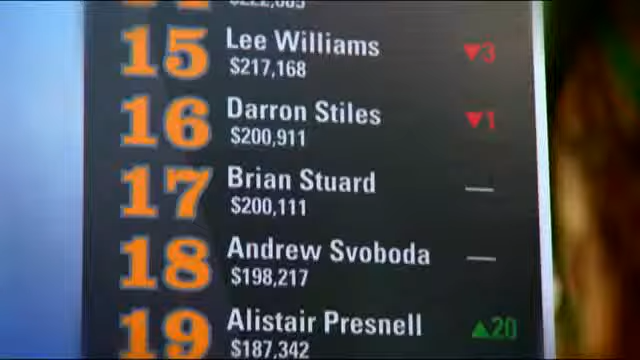 15 Lee Williams ▼3
$217,168
16 Darron Stiles ▼1
$200,911
17 Brian Stuard —
$200,111
18 Andrew Svoboda —
$198,217
19 Alistair Presnell ▲20
$187,342